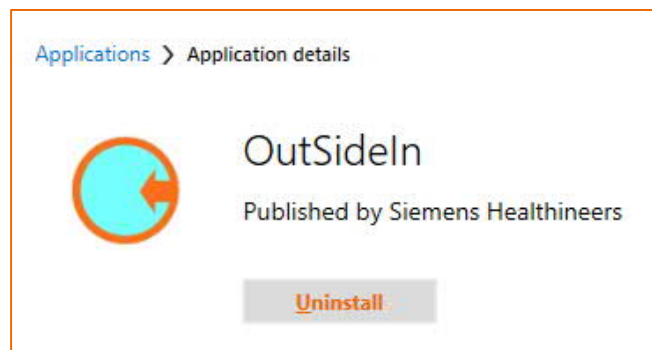 Applications ❯ Application details
OutSideIn
Published by Siemens Healthineers
Uninstall